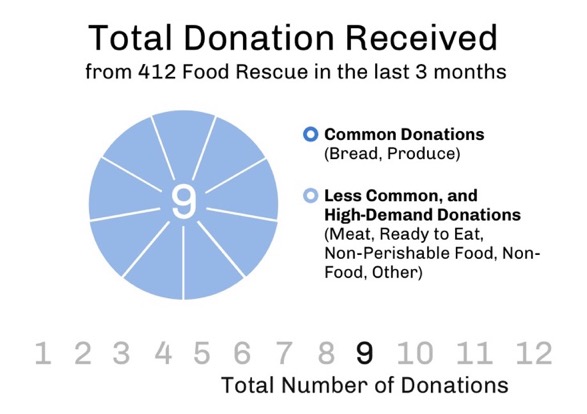 Total Donation Received
from 412 Food Rescue in the last 3 months
9
Common Donations
(Bread, Produce)
Less Common, and
High-Demand Donations
(Meat, Ready to Eat,
Non-Perishable Food, Non-
Food, Other)
1 2 3 4 5 6 7 8 9 10 11 12
Total Number of Donations